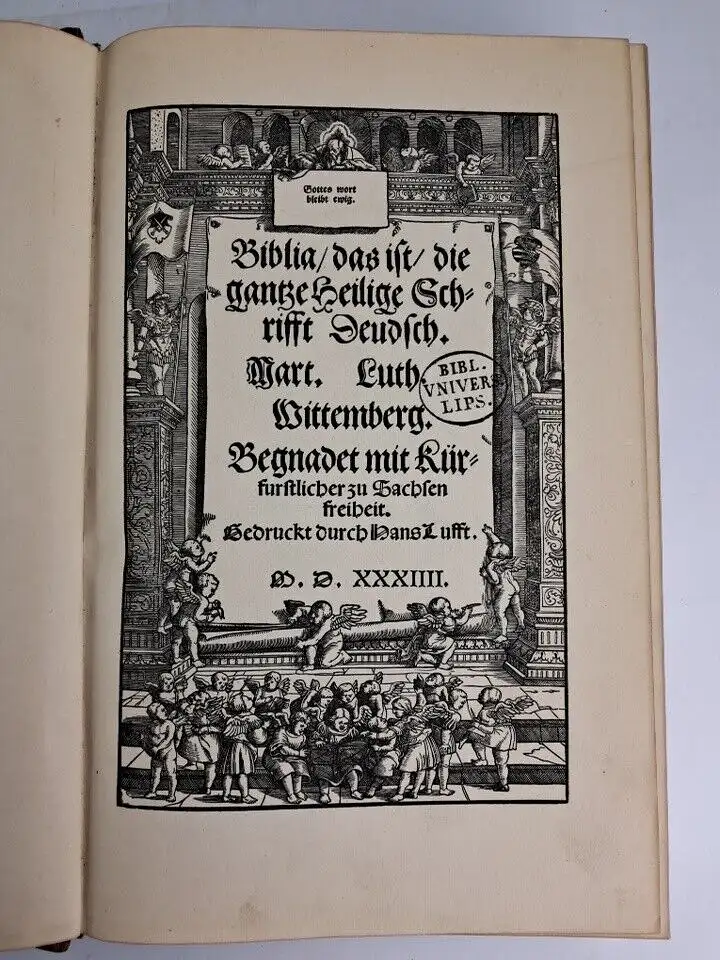 Gottes wort
bleibt ewig.
Biblia/ das ist/ die
gantze Heilige Sch⸗
rifft Deudsch.
Mart. Luth.
Wittemberg.
BIBL.
VNIVERS.
LIPS.
Begnadet mit Kür⸗
furstlicher zu Sachsen
freiheit.
Gedruckt durch Hans Lufft.
M. D. XXXIIII.